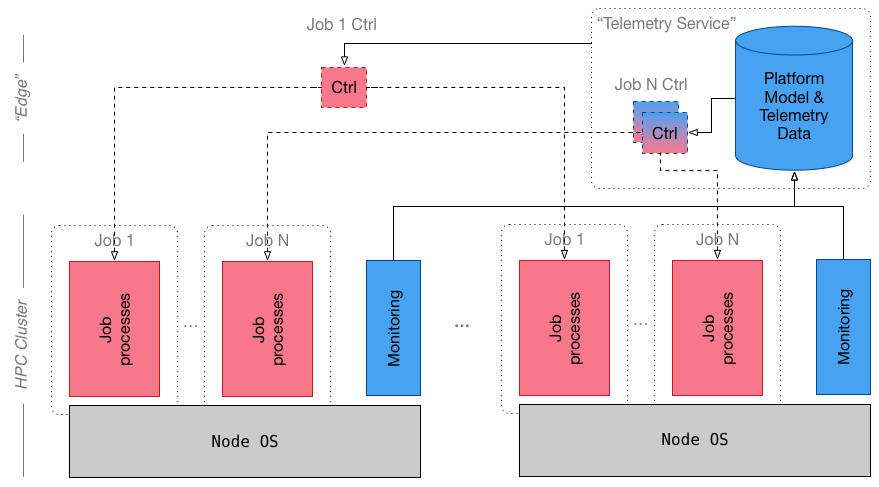 Job 1 Ctrl
“Telemetry Service”
Ctrl
Job N Ctrl
Ctrl
Platform
Model &
Telemetry
Data
“Edge”
Job 1
Job N
Job 1
Job N
HPC Cluster
Job
processes
...
Job
processes
Monitoring
...
Job
processes
...
Job
processes
Monitoring
Node OS
Node OS